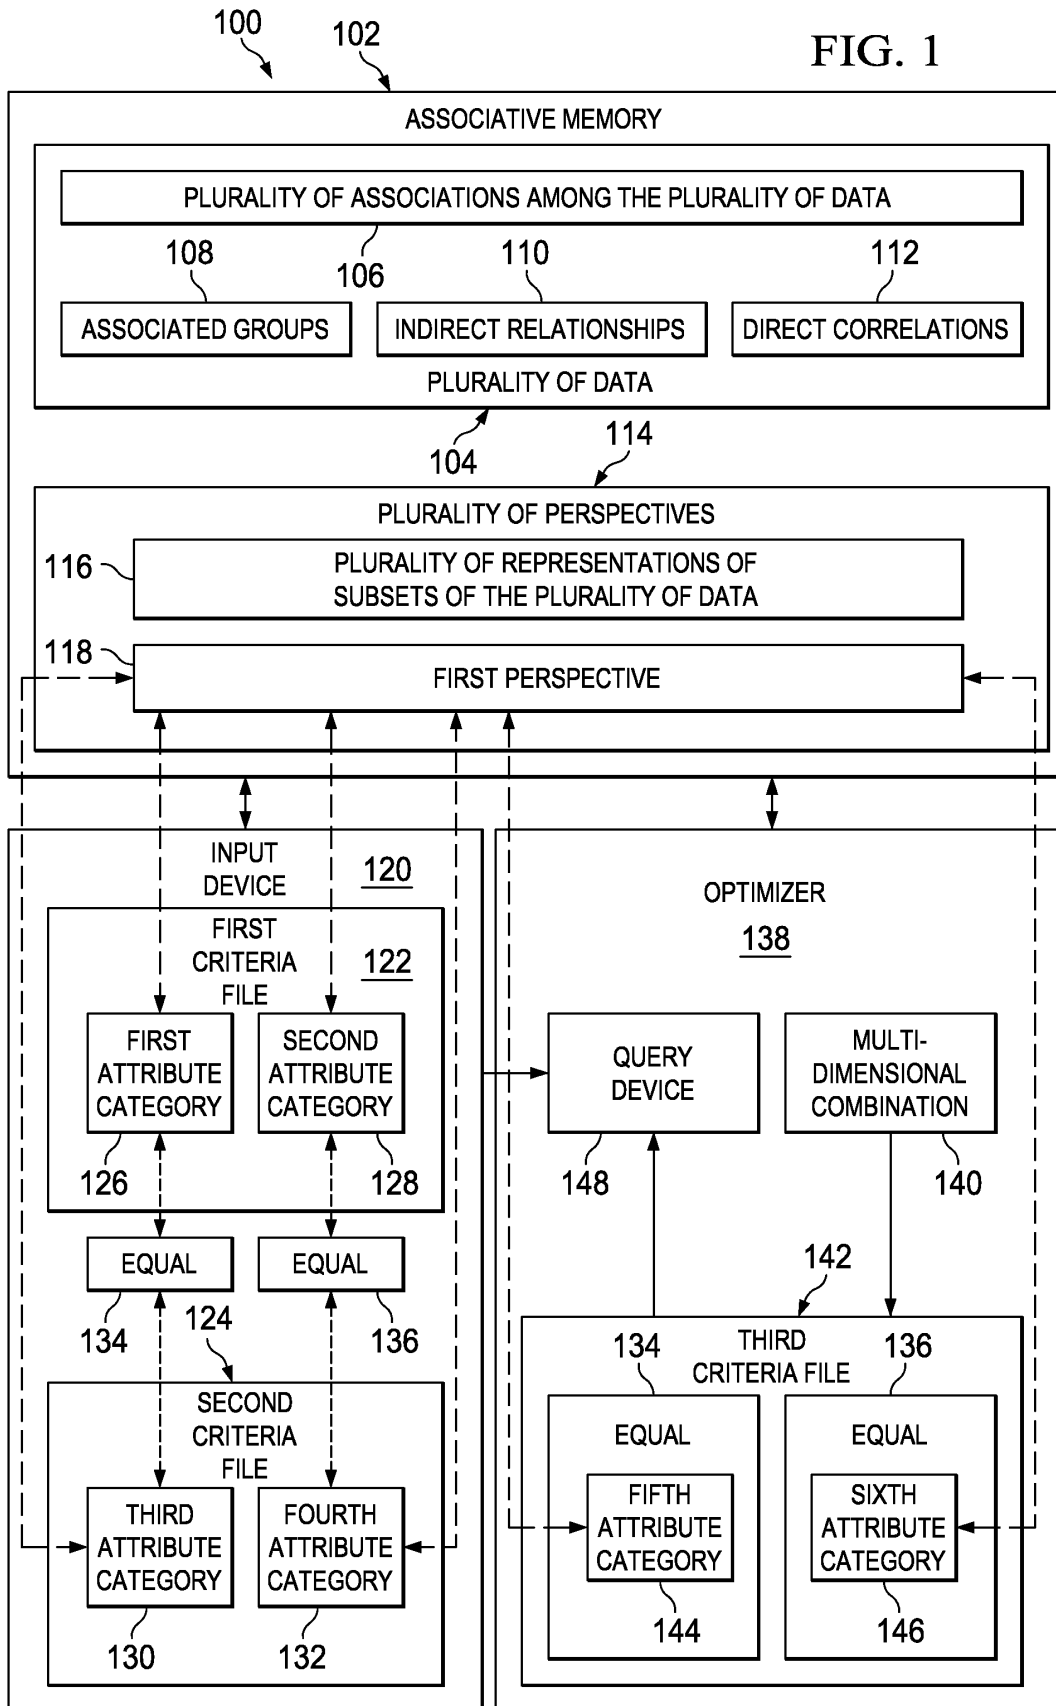 FIG. 1
100
102
ASSOCIATIVE MEMORY
PLURALITY OF ASSOCIATIONS AMONG THE PLURALITY OF DATA
108
106
110
112
ASSOCIATED GROUPS
INDIRECT RELATIONSHIPS
DIRECT CORRELATIONS
PLURALITY OF DATA
104
114
PLURALITY OF PERSPECTIVES
116
PLURALITY OF REPRESENTATIONS OF
SUBSETS OF THE PLURALITY OF DATA
118
FIRST PERSPECTIVE
INPUT
DEVICE
120
FIRST
CRITERIA
FILE
122
FIRST
ATTRIBUTE
CATEGORY
SECOND
ATTRIBUTE
CATEGORY
126
128
EQUAL
EQUAL
134
124
136
SECOND
CRITERIA
FILE
THIRD
ATTRIBUTE
CATEGORY
FOURTH
ATTRIBUTE
CATEGORY
130
132
OPTIMIZER
138
QUERY
DEVICE
MULTI-
DIMENSIONAL
COMBINATION
148
140
142
134
THIRD
CRITERIA FILE
136
EQUAL
EQUAL
FIFTH
ATTRIBUTE
CATEGORY
SIXTH
ATTRIBUTE
CATEGORY
144
146